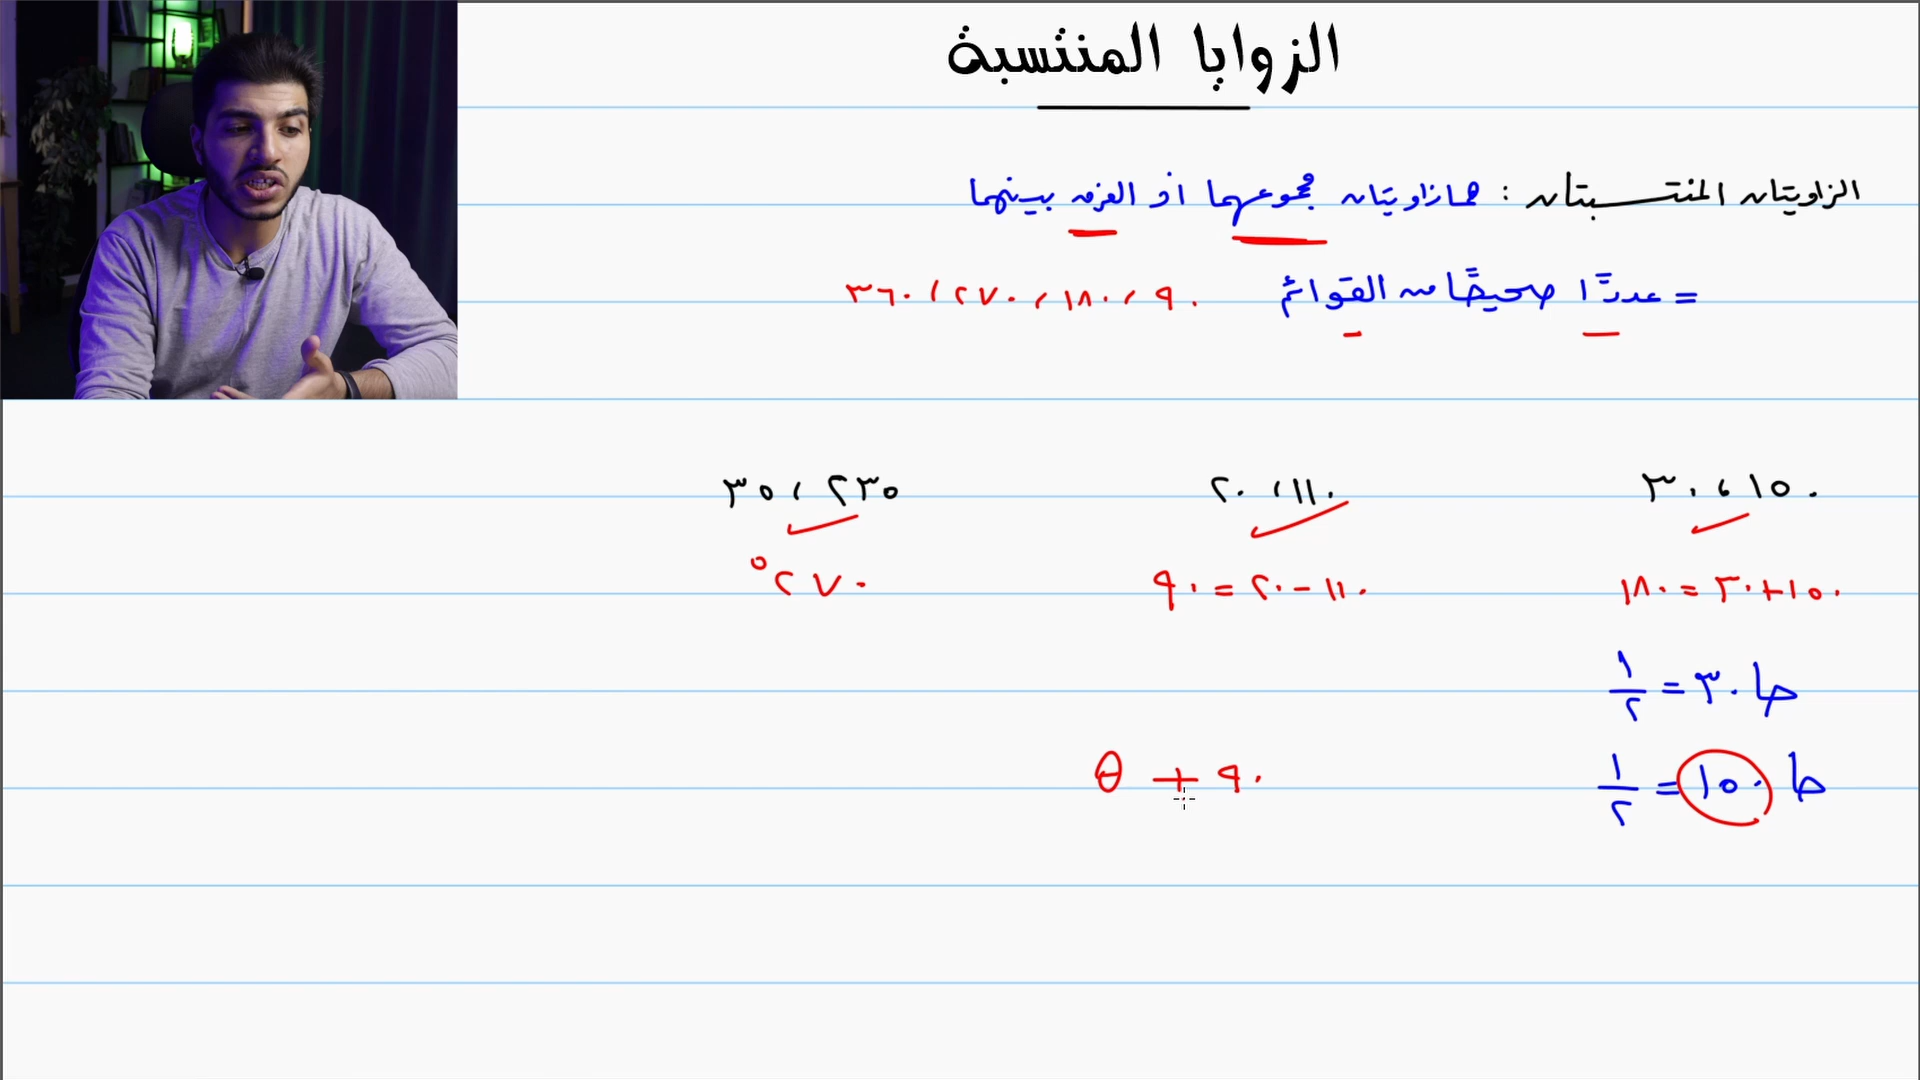 الزوايا المنتسبة
الزاويتان المنتسبتان : هما زاويتان مجموعهما أو الفرق بينهما
= عددًا صحيحًا من القوائم ٩٠ ، ١٨٠ ، ٢٧٠ ، ٣٦٠
١٥٠ ، ٣٠
١١٠ ، ٢٠
٢٣٥ ، ٣٥
١٥٠ + ٣٠ = ١٨٠
١١٠ - ٢٠ = ٩٠
٢٧٠°
حا ٣٠ = ١/٢
حا ١٥٠ = ١/٢
٩٠ + θ